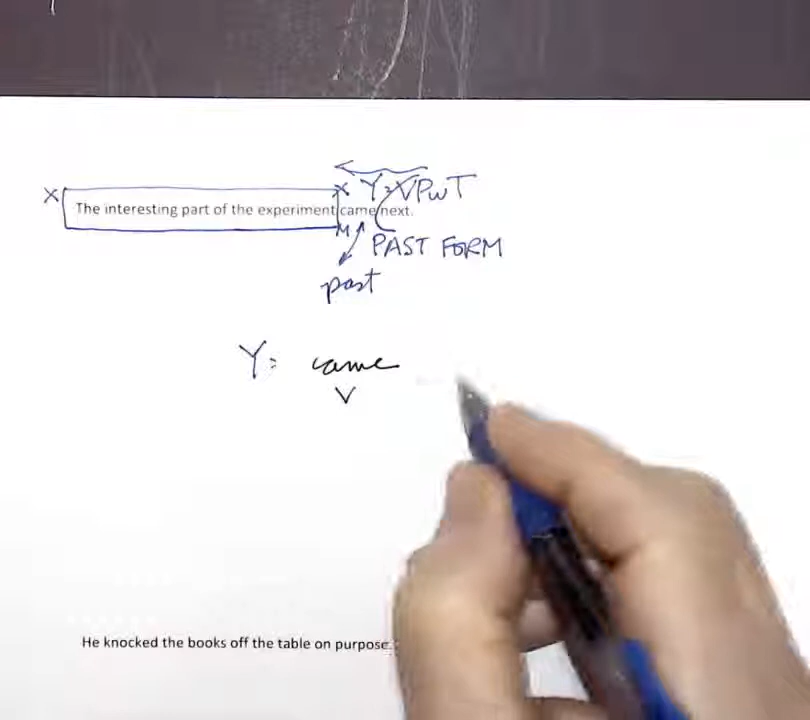 X X Y=VPwT
The interesting part of the experiment came next.
M PAST FORM
past
Y= came
V
He knocked the books off the table on purpose.